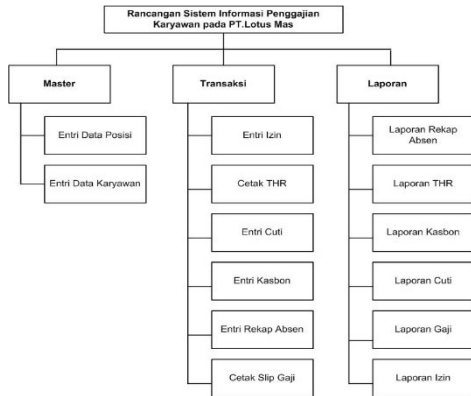 Rancangan Sistem Informasi Penggajian
Karyawan pada PT.Lotus Mas
Master
Transaksi
Laporan
Entri Data Posisi
Entri Data Karyawan
Entri Izin
Cetak THR
Entri Cuti
Entri Kasbon
Entri Rekap Absen
Cetak Slip Gaji
Laporan Rekap
Absen
Laporan THR
Laporan Kasbon
Laporan Cuti
Laporan Gaji
Laporan Izin